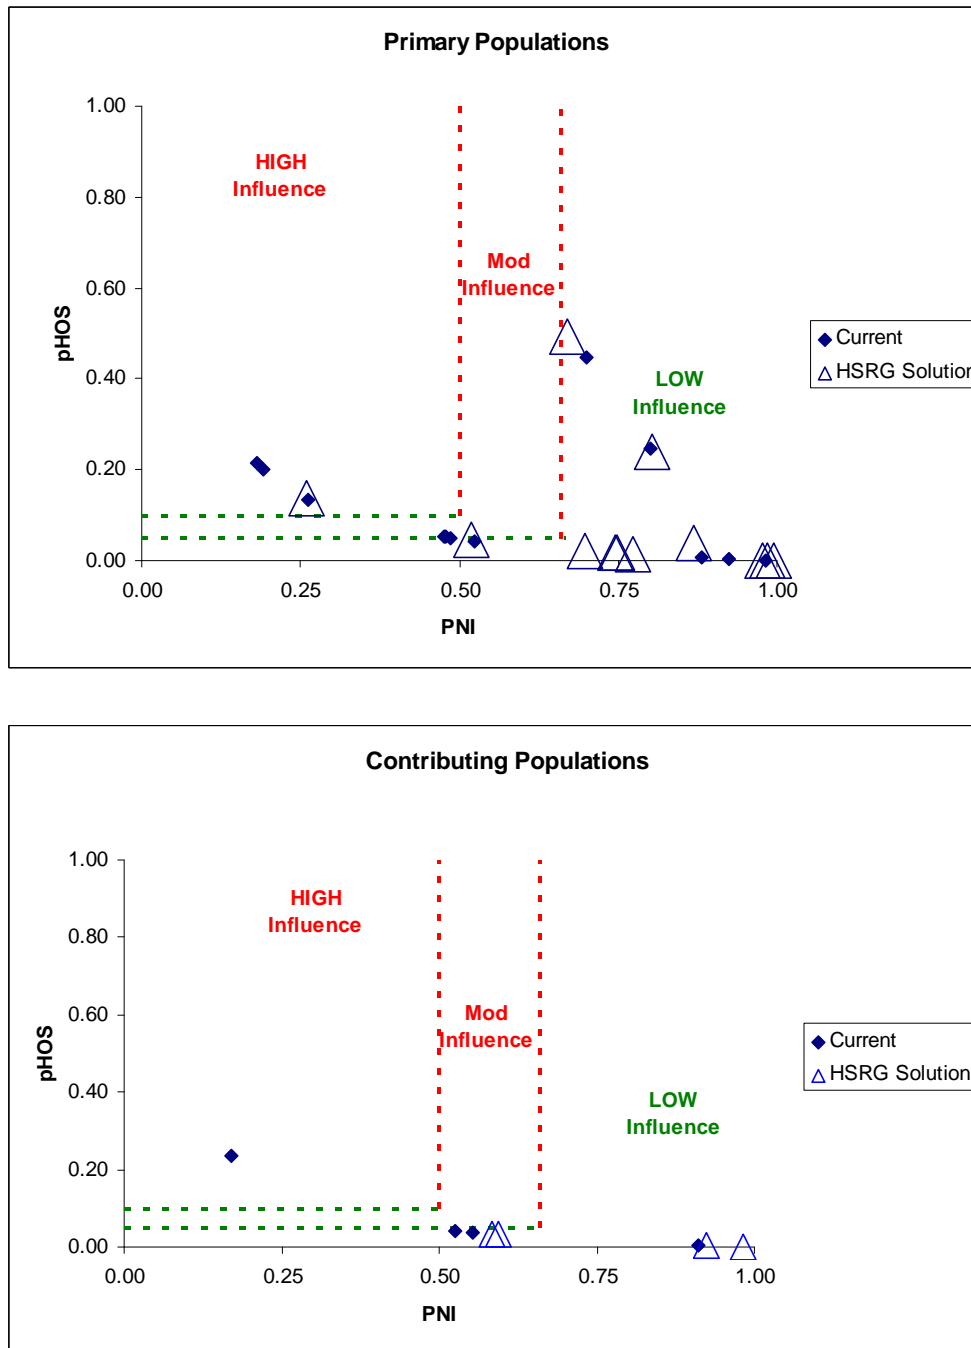 Primary Populations
1.00
0.80
0.60
0.40
0.20
0.00
pHOS
HIGH
Influence
Mod
Influence
LOW
Influence
0.00
0.25
0.50
0.75
1.00
PNI
Current
HSRG Solution
Contributing Populations
1.00
0.80
0.60
0.40
0.20
0.00
pHOS
HIGH
Influence
Mod
Influence
LOW
Influence
0.00
0.25
0.50
0.75
1.00
PNI
Current
HSRG Solution